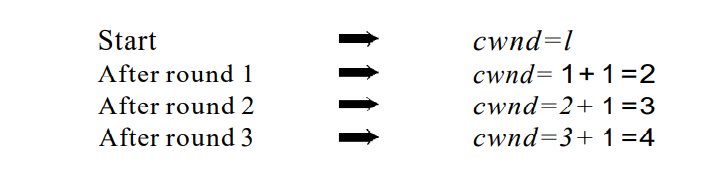 Start → cwnd=l
After round 1 → cwnd= 1+ 1 =2
After round 2 → cwnd=2+ 1 =3
After round 3 → cwnd=3+ 1 =4